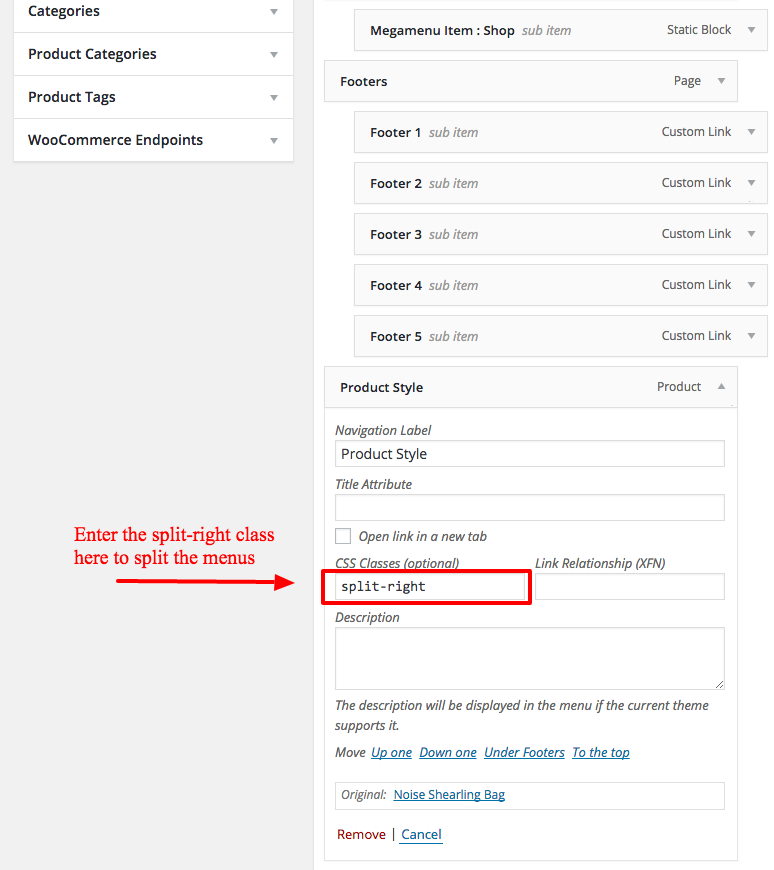 Categories
Product Categories
Product Tags
WooCommerce Endpoints
Megamenu Item : Shop sub item Static Block
Footers Page
Footer 1 sub item Custom Link
Footer 2 sub item Custom Link
Footer 3 sub item Custom Link
Footer 4 sub item Custom Link
Footer 5 sub item Custom Link
Product Style Product
Navigation Label
Product Style
Title Attribute
Open link in a new tab
Enter the split-right class
here to split the menus
CSS Classes (optional) Link Relationship (XFN)
split-right
Description
The description will be displayed in the menu if the current theme
supports it.
Move Up one Down one Under Footers To the top
Original: Noise Shearling Bag
Remove | Cancel